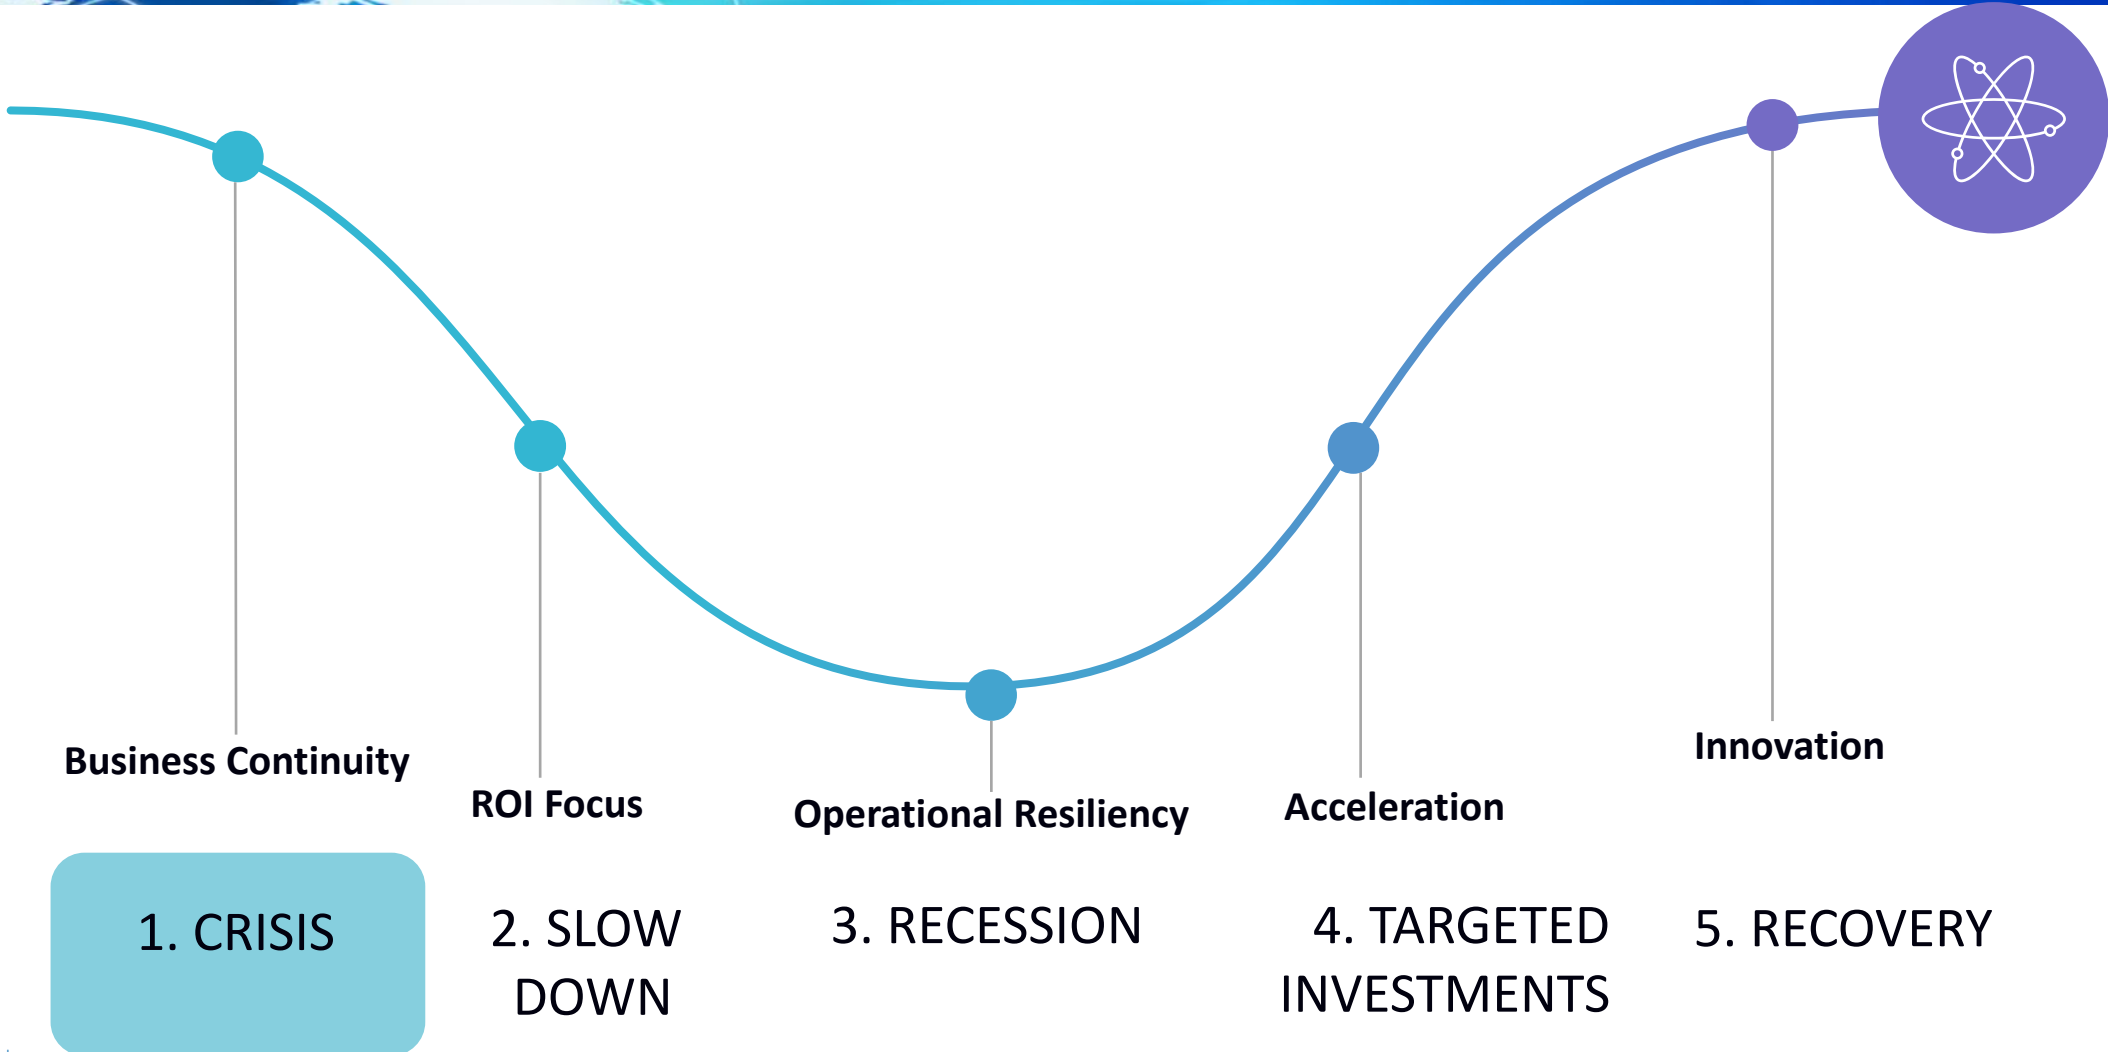 Business Continuity
ROI Focus
Operational Resiliency
Acceleration
Innovation
1. CRISIS
2. SLOW
DOWN
3. RECESSION
4. TARGETED
INVESTMENTS
5. RECOVERY